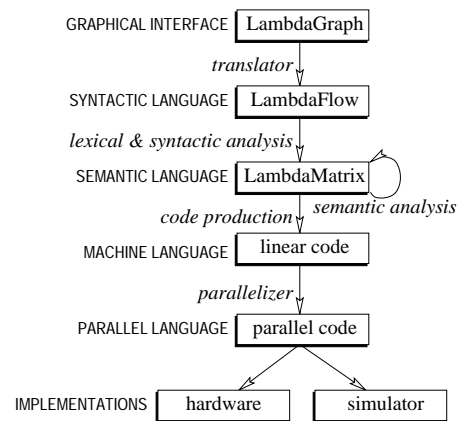 GRAPHICAL INTERFACE LambdaGraph
translator
SYNTACTIC LANGUAGE LambdaFlow
lexical & syntactic analysis
SEMANTIC LANGUAGE LambdaMatrix
code production semantic analysis
MACHINE LANGUAGE linear code
parallelizer
PARALLEL LANGUAGE parallel code
IMPLEMENTATIONS hardware simulator